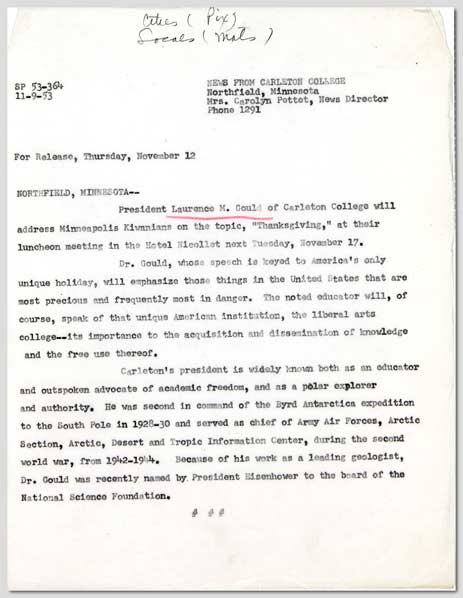 Cities (Pix)
Locals (Mats)
SP 53-364
11-9-53
NEWS FROM CARLETON COLLEGE
Northfield, Minnesota
Mrs. Carolyn Pettot, News Director
Phone 1291
For Release, Thursday, November 12
NORTHFIELD, MINNESOTA--
President Laurence M. Gould of Carleton College will
address Minneapolis Kiwanians on the topic, "Thanksgiving," at their
luncheon meeting in the Hotel Nicollet next Tuesday, November 17.
Dr. Gould, whose speech is keyed to America's only
unique holiday, will emphasize those things in the United States that are
most precious and frequently most in danger. The noted educator will, of
course, speak of that unique American institution, the liberal arts
college--its importance to the acquisition and dissemination of knowledge
and the free use thereof.
Carleton's president is widely known both as an educator
and outspoken advocate of academic freedom, and as a polar explorer
and authority. He was second in command of the Byrd Antarctica expedition
to the South Pole in 1928-30 and served as chief of Army Air Forces, Arctic
Section, Arctic, Desert and Tropic Information Center, during the second
world war, from 1942-1944. Because of his work as a leading geologist,
Dr. Gould was recently named by President Eisenhower to the board of the
National Science Foundation.
# # #